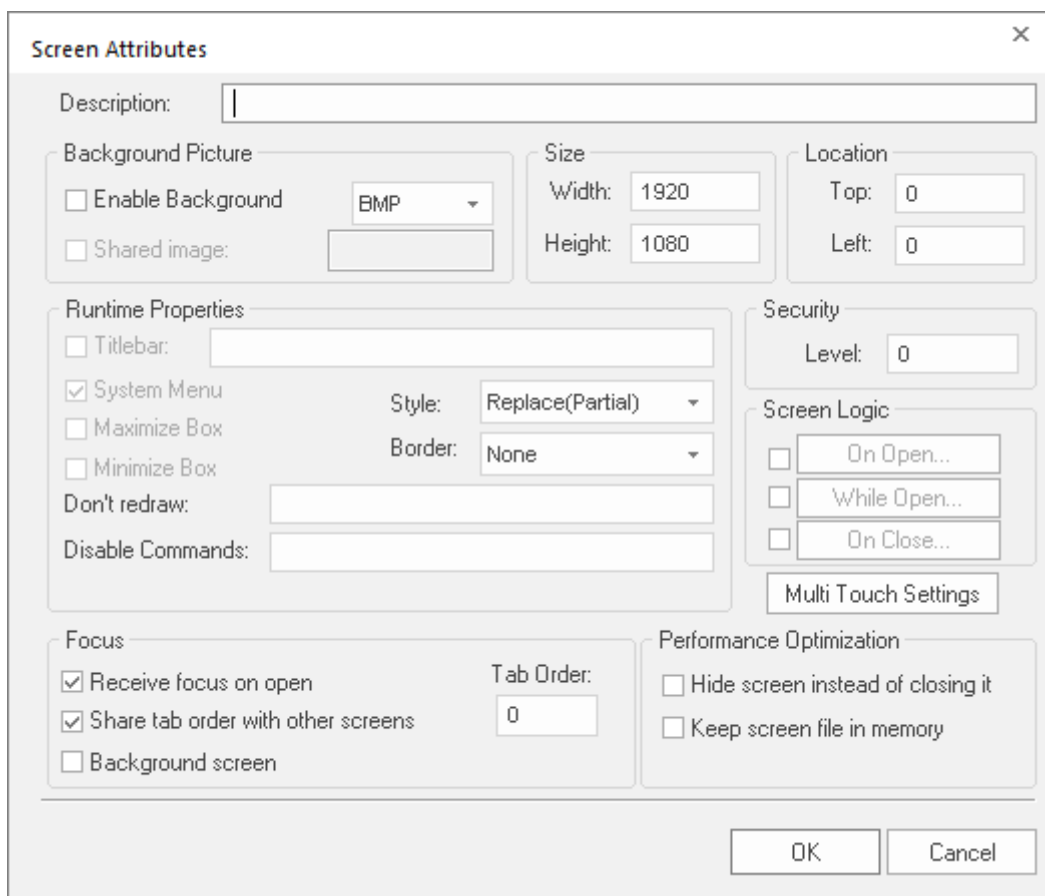 Screen Attributes
Description:
Background Picture
Enable Background
BMP
Shared image:
Size
Width: 1920
Height: 1080
Location
Top: 0
Left: 0
Runtime Properties
Titlebar:
System Menu
Maximize Box
Minimize Box
Style: Replace(Partial)
Border: None
Don't redraw:
Disable Commands:
Security
Level: 0
Screen Logic
On Open...
While Open...
On Close...
Multi Touch Settings
Focus
Receive focus on open
Share tab order with other screens
Background screen
Tab Order:
0
Performance Optimization
Hide screen instead of closing it
Keep screen file in memory
OK
Cancel